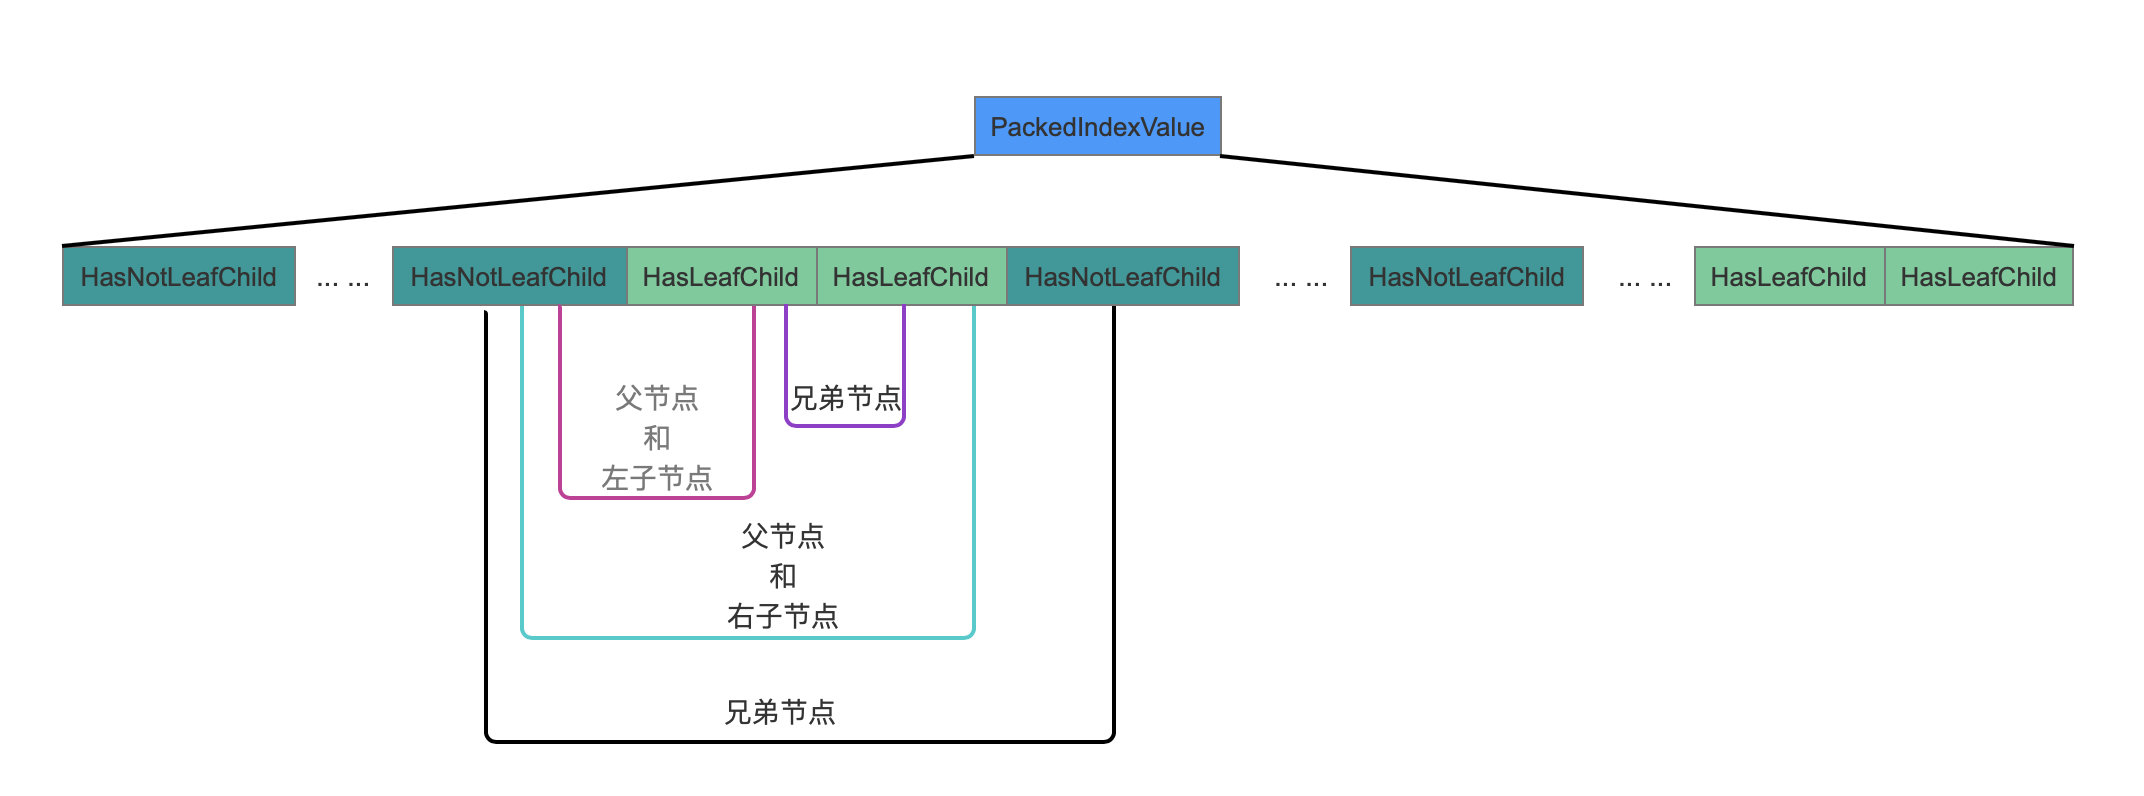 PackedIndexValue
HasNotLeafChild ... ... HasNotLeafChild HasLeafChild HasLeafChild HasNotLeafChild ... ... HasNotLeafChild ... ... HasLeafChild HasLeafChild
父节点
和
左子节点
兄弟节点
父节点
和
右子节点
兄弟节点